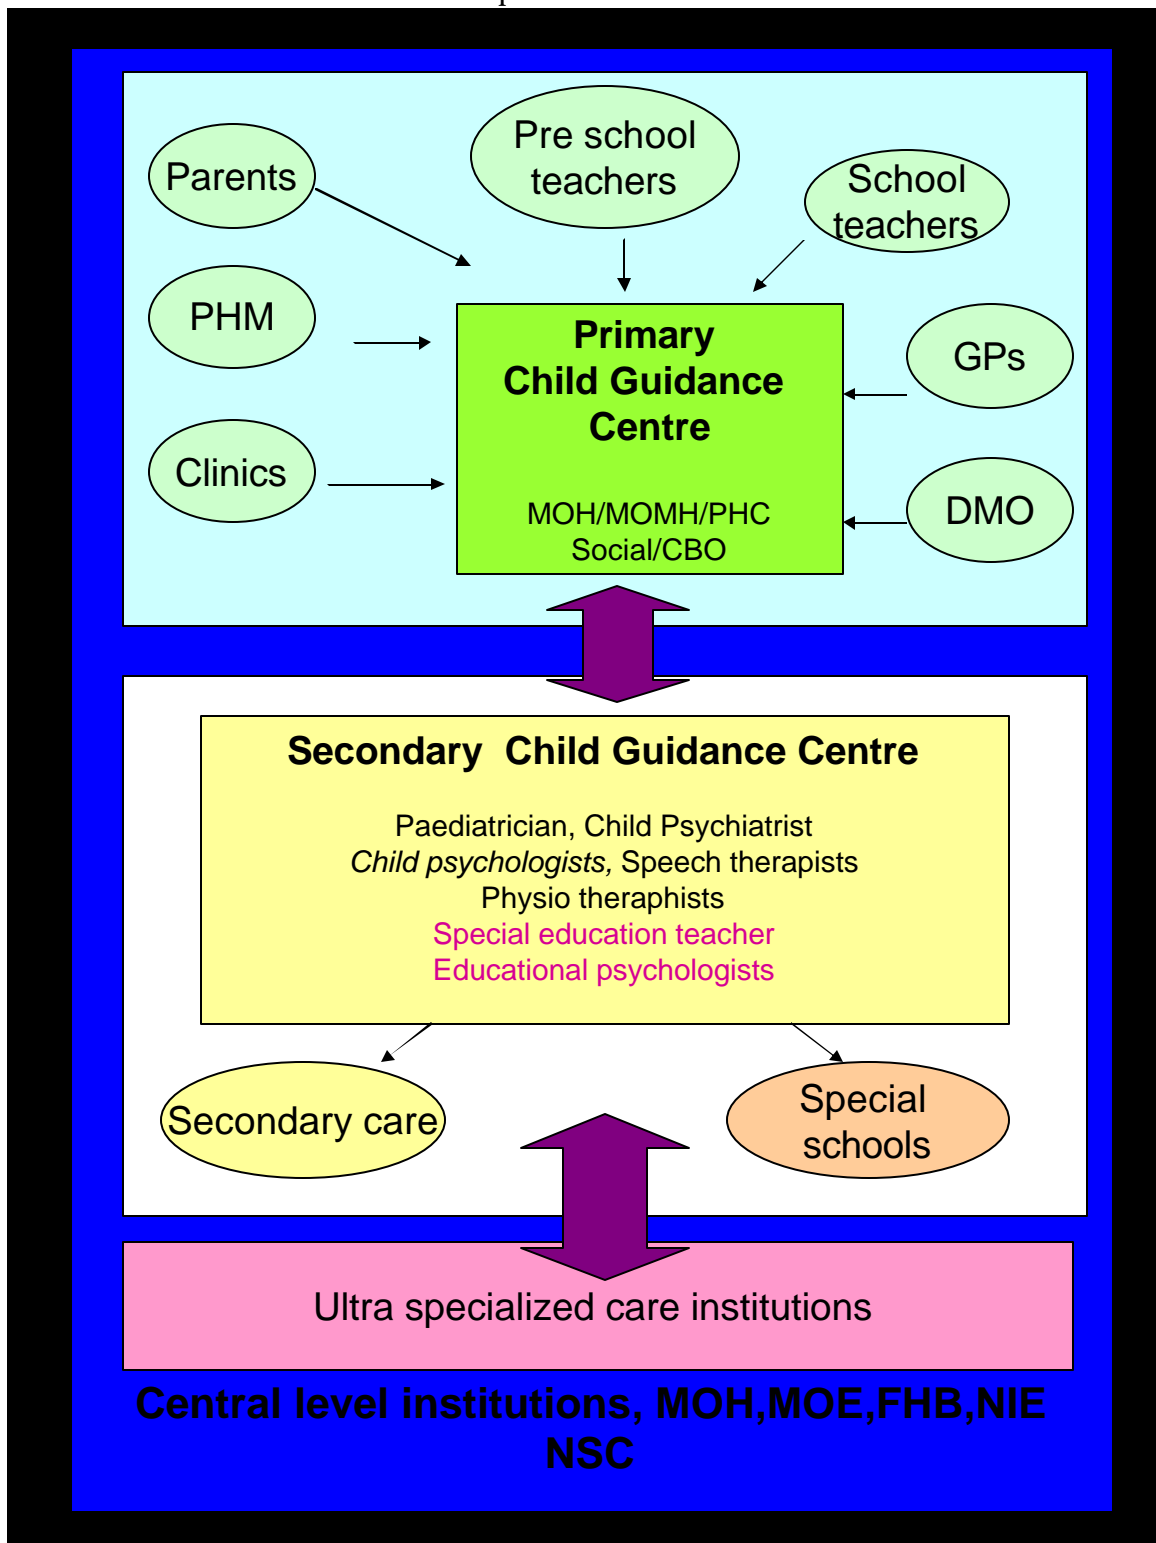 Parents
Pre school
teachers
School
teachers
PHM
Primary
Child Guidance
Centre
GPs
Clinics
MOH/MOMH/PHC
Social/CBO
DMO
Secondary  Child Guidance Centre
Paediatrician, Child Psychiatrist
Child psychologists, Speech therapists
Physio theraphists
Special education teacher
Educational psychologists
Secondary care
Special
schools
Ultra specialized care institutions
Central level institutions, MOH,MOE,FHB,NIE
NSC